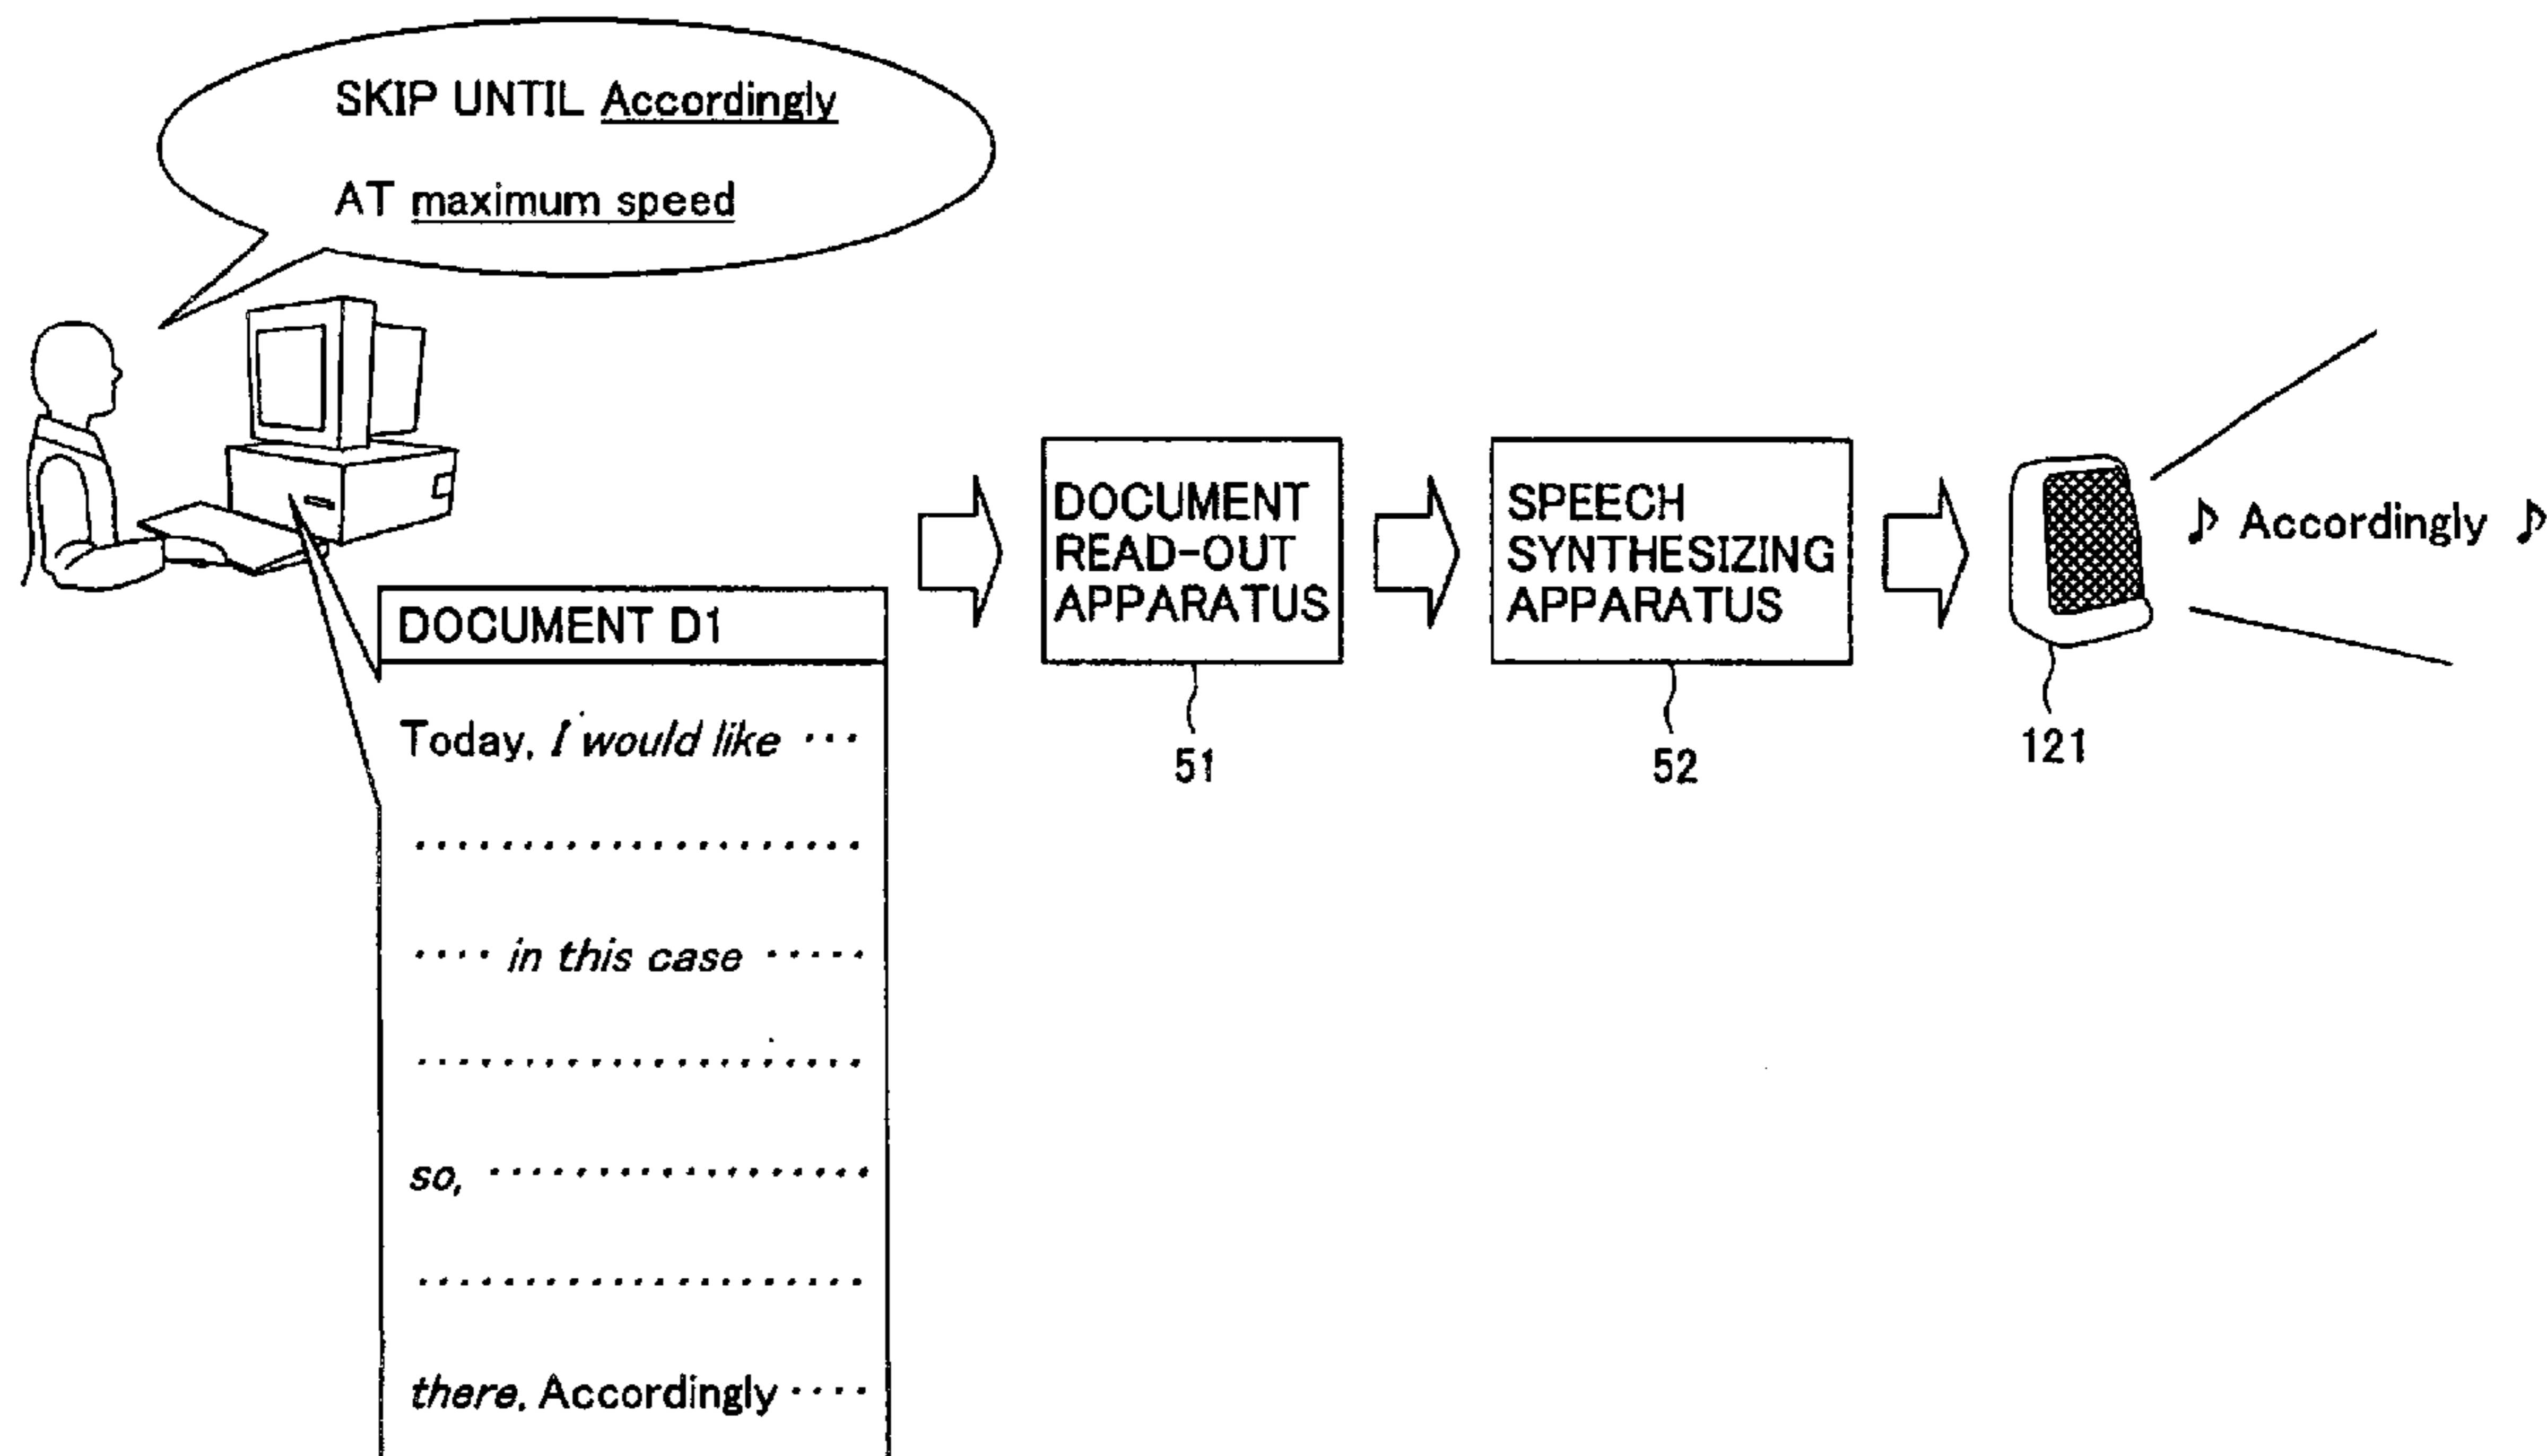 SKIP UNTIL Accordingly
AT maximum speed
DOCUMENT D1
Today, I would like ···
······················
···· in this case ·····
······················
so, ··················
······················
there, Accordingly ····
DOCUMENT
READ-OUT
APPARATUS
51
SPEECH
SYNTHESIZING
APPARATUS
52
121
♪ Accordingly ♪